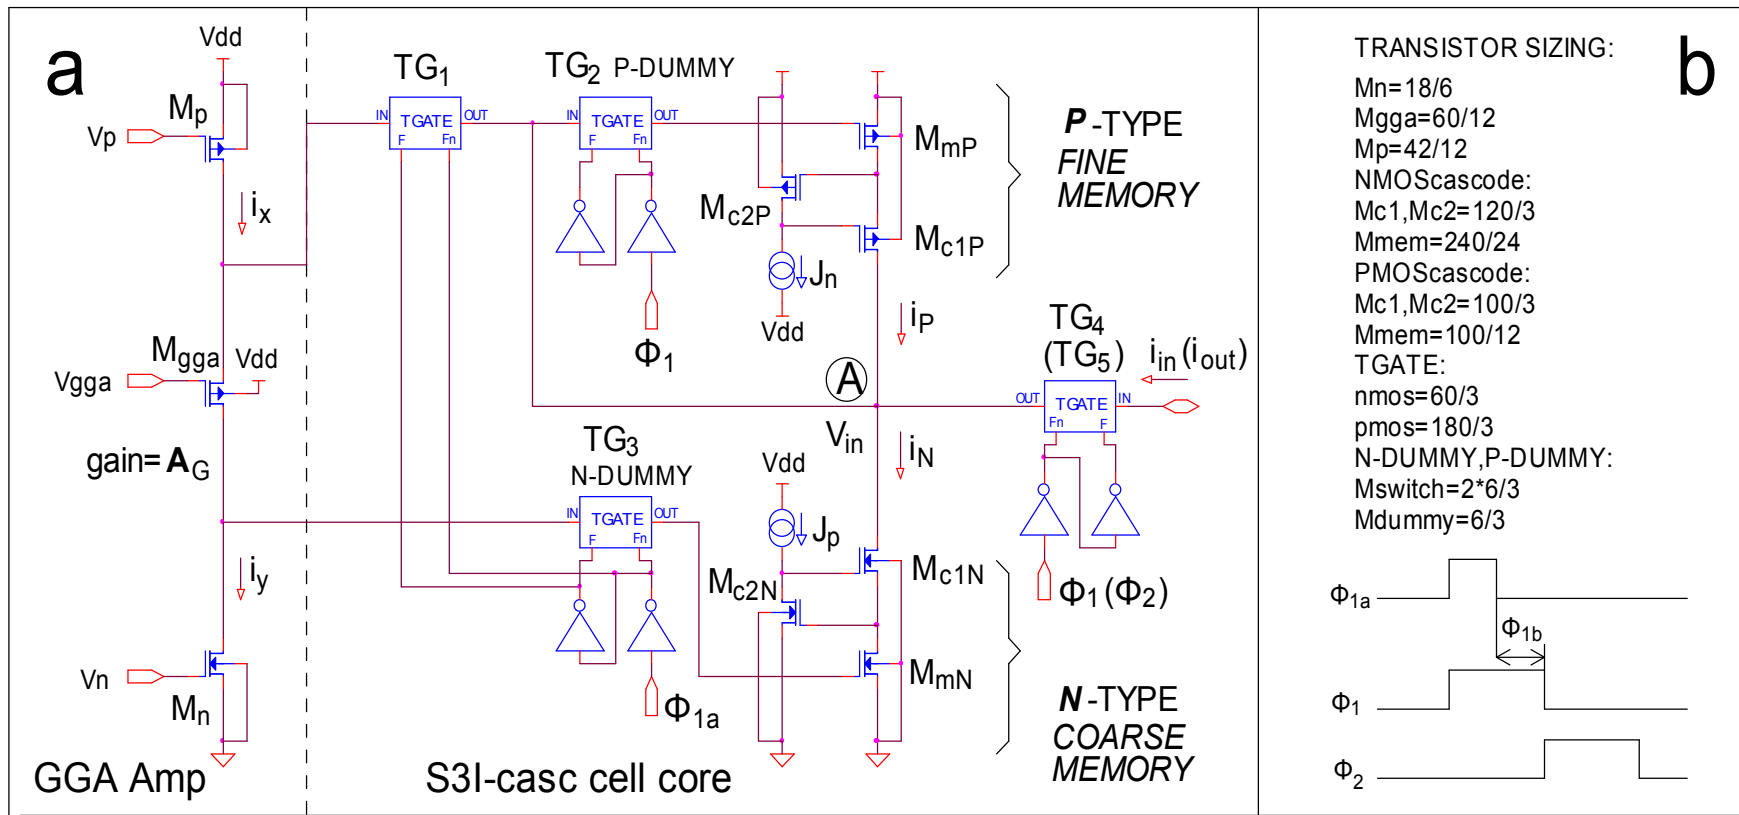 a
Vdd
Mp
Vp
ix
Mgga
Vdd
Vgga
gain= AG
iy
Vn
Mn
GGA Amp
TG1
IN TGATE OUT
F Fn
TG2 P-DUMMY
IN TGATE OUT
F Fn
Φ1
MmP
Mc2P
Mc1P
Jn
Vdd
P-TYPE
FINE
MEMORY
iP
A
Vin
iN
TG4
(TG5)
iin(iout)
OUT TGATE IN
Fn F
Φ1(Φ2)
TG3
N-DUMMY
IN TGATE OUT
F Fn
Φ1a
Vdd
Jp
Mc2N
Mc1N
MmN
N-TYPE
COARSE
MEMORY
S3I-casc cell core
b
TRANSISTOR SIZING:
Mn=18/6
Mgga=60/12
Mp=42/12
NMOScascode:
Mc1,Mc2=120/3
Mmem=240/24
PMOScascode:
Mc1,Mc2=100/3
Mmem=100/12
TGATE:
nmos=60/3
pmos=180/3
N-DUMMY,P-DUMMY:
Mswitch=2*6/3
Mdummy=6/3
Φ1a
Φ1b
Φ1
Φ2